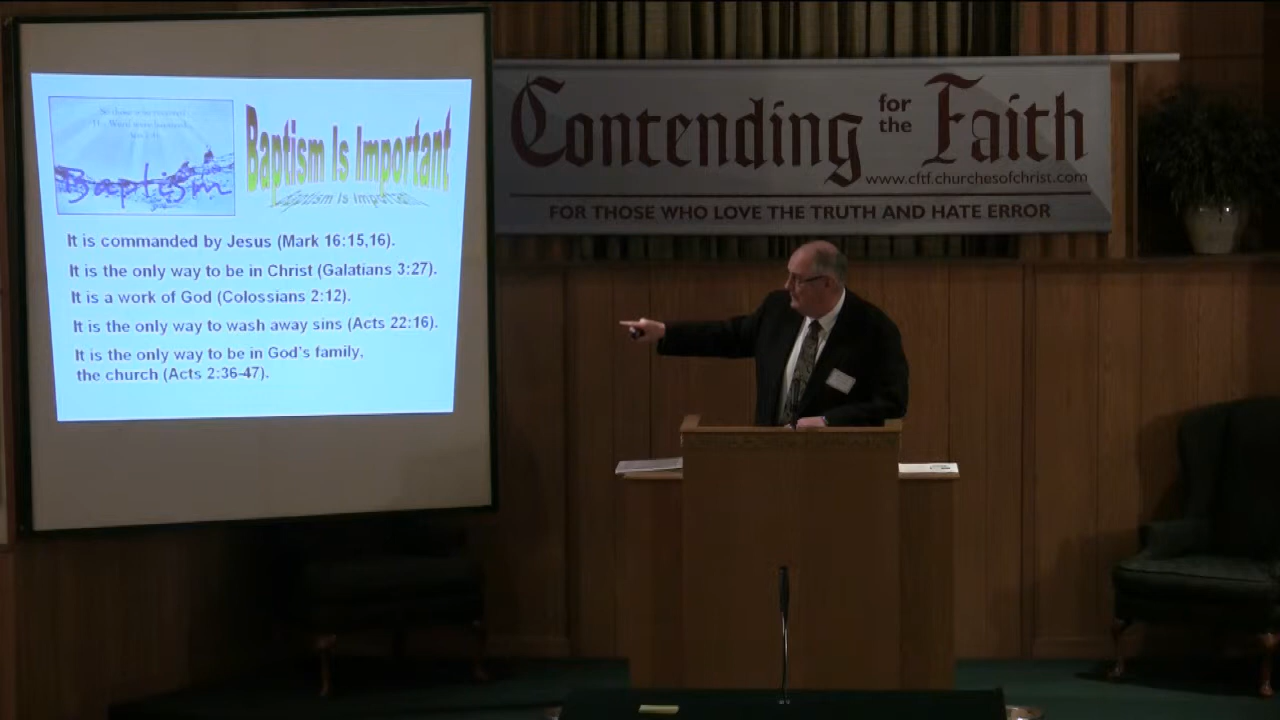 Baptism
Baptism Is Important
It is commanded by Jesus (Mark 16:15,16).
It is the only way to be in Christ (Galatians 3:27).
It is a work of God (Colossians 2:12).
It is the only way to wash away sins (Acts 22:16).
It is the only way to be in God's family,
the church (Acts 2:36-47).
Contending for the Faith
www.cftf.churchesofchrist.com
FOR THOSE WHO LOVE THE TRUTH AND HATE ERROR